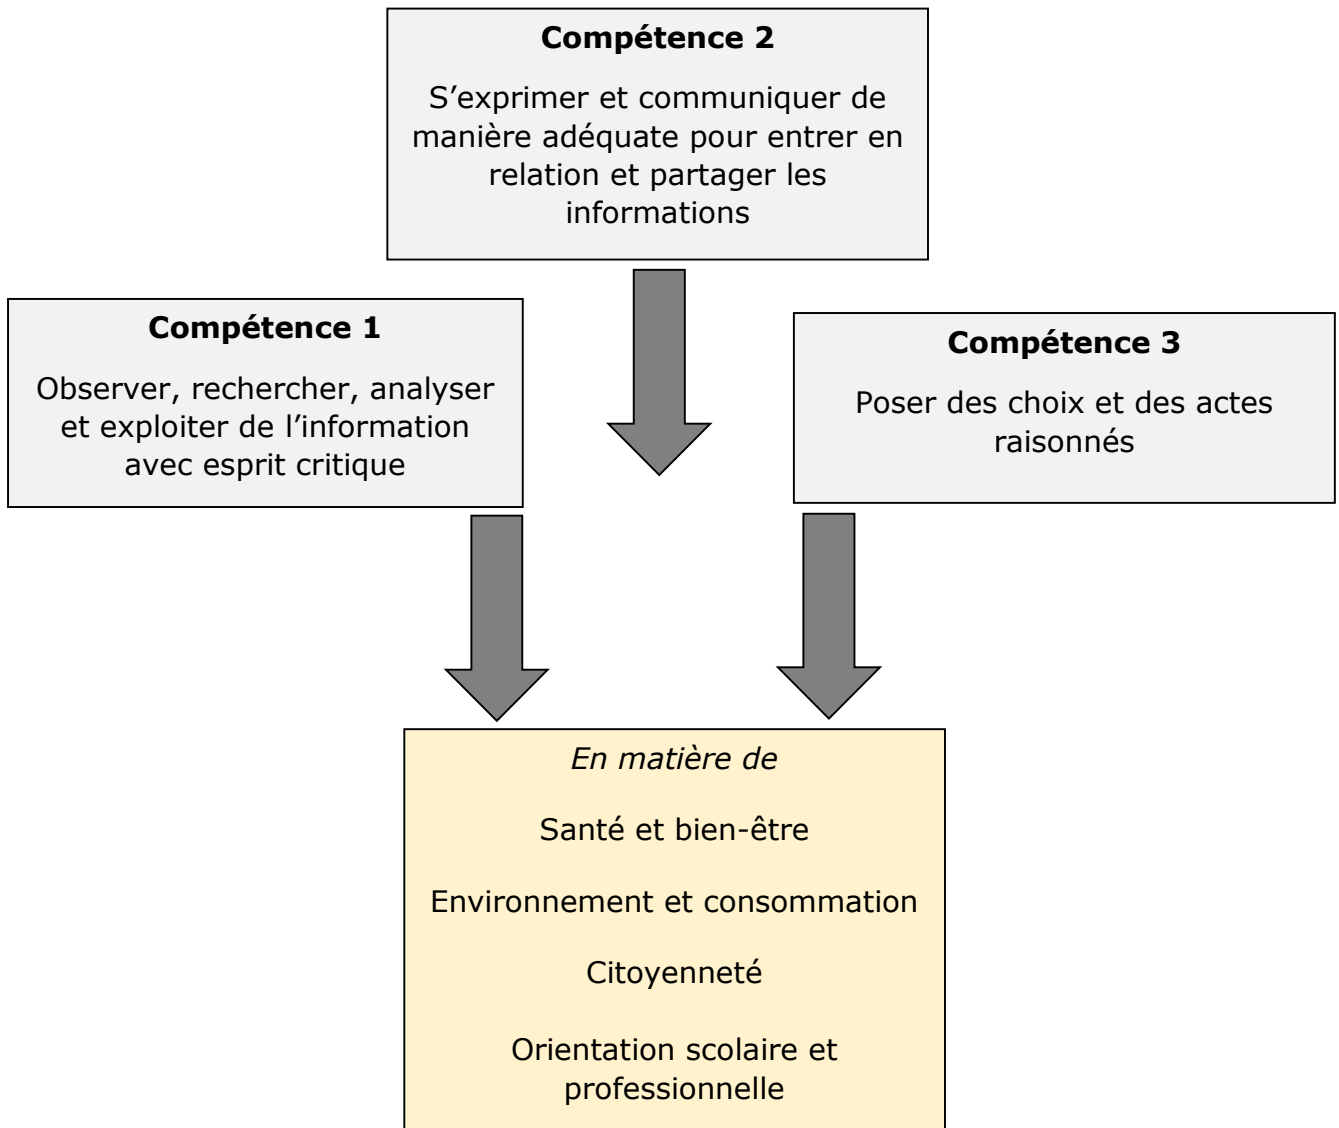 Compétence 2
S’exprimer et communiquer de
manière adéquate pour entrer en
relation et partager les
informations
Compétence 1
Observer, rechercher, analyser
et exploiter de l’information
avec esprit critique
Compétence 3
Poser des choix et des actes
raisonnés
En matière de
Santé et bien-être
Environnement et consommation
Citoyenneté
Orientation scolaire et
professionnelle